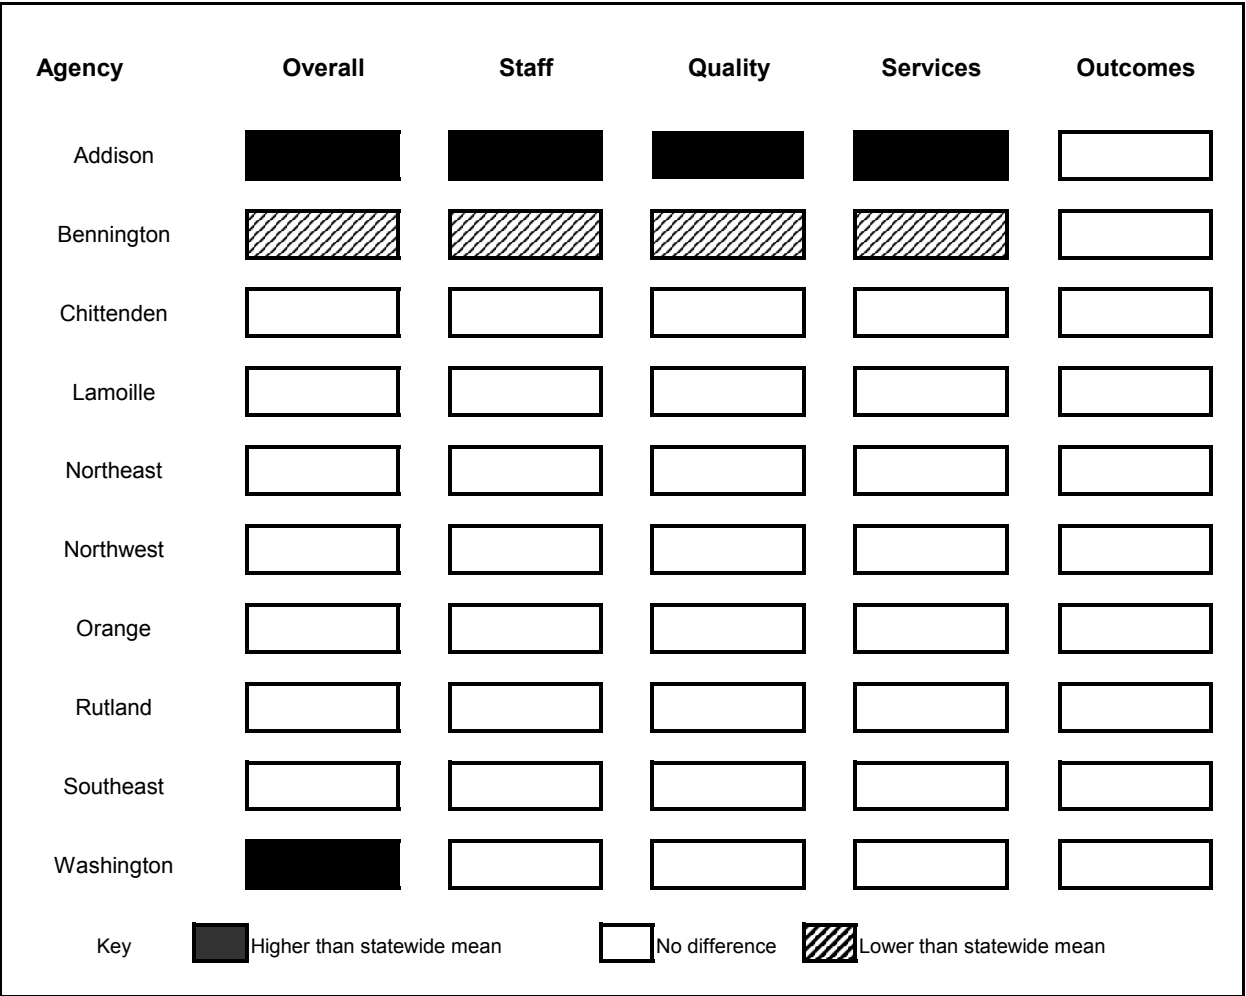 Agency Overall Staff Quality Services Outcomes
Addison
Bennington
Chittenden
Lamoille
Northeast
Northwest
Orange
Rutland
Southeast
Washington
Key Higher than statewide mean No difference Lower than statewide mean